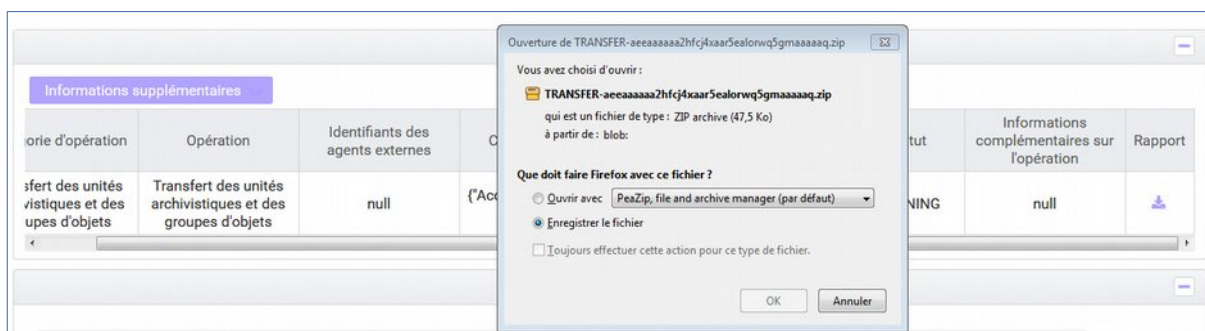 Ouverture de TRANSFER-aeeaaaaaa2hfcj4xaar5ealorwq5gmaaaaaq.zip
Informations supplémentaires
orie d'opération
Opération
Identifiants des
agents externes
C
tut
Informations
complémentaires sur
l'opération
Rapport
sfert des unités
vistiques et des
upes d'objets
Transfert des unités
archivistiques et des
groupes d'objets
null
{"Acc
NING
null
Vous avez choisi d'ouvrir :
TRANSFER-aeeaaaaaa2hfcj4xaar5ealorwq5gmaaaaaq.zip
qui est un fichier de type : ZIP archive (47,5 Ko)
à partir de : blob:
Que doit faire Firefox avec ce fichier ?
Ouvrir avec
PeaZip, file and archive manager (par défaut)
Enregistrer le fichier
Toujours effectuer cette action pour ce type de fichier.
OK
Annuler